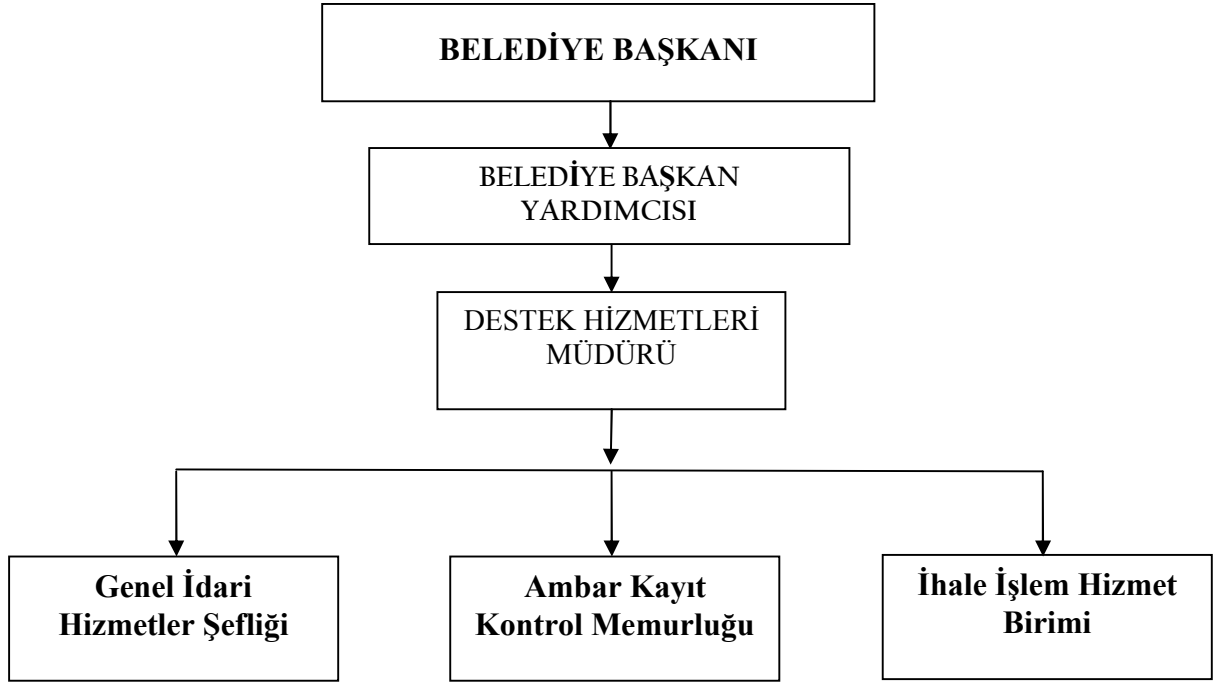 BELEDİYE BAŞKANI
BELEDİYE BAŞKAN
YARDIMCISI
DESTEK HİZMETLERİ
MÜDÜRÜ
Genel İdari
Hizmetler Şefliği
Ambar Kayıt
Kontrol Memurluğu
İhale İşlem Hizmet
Birimi